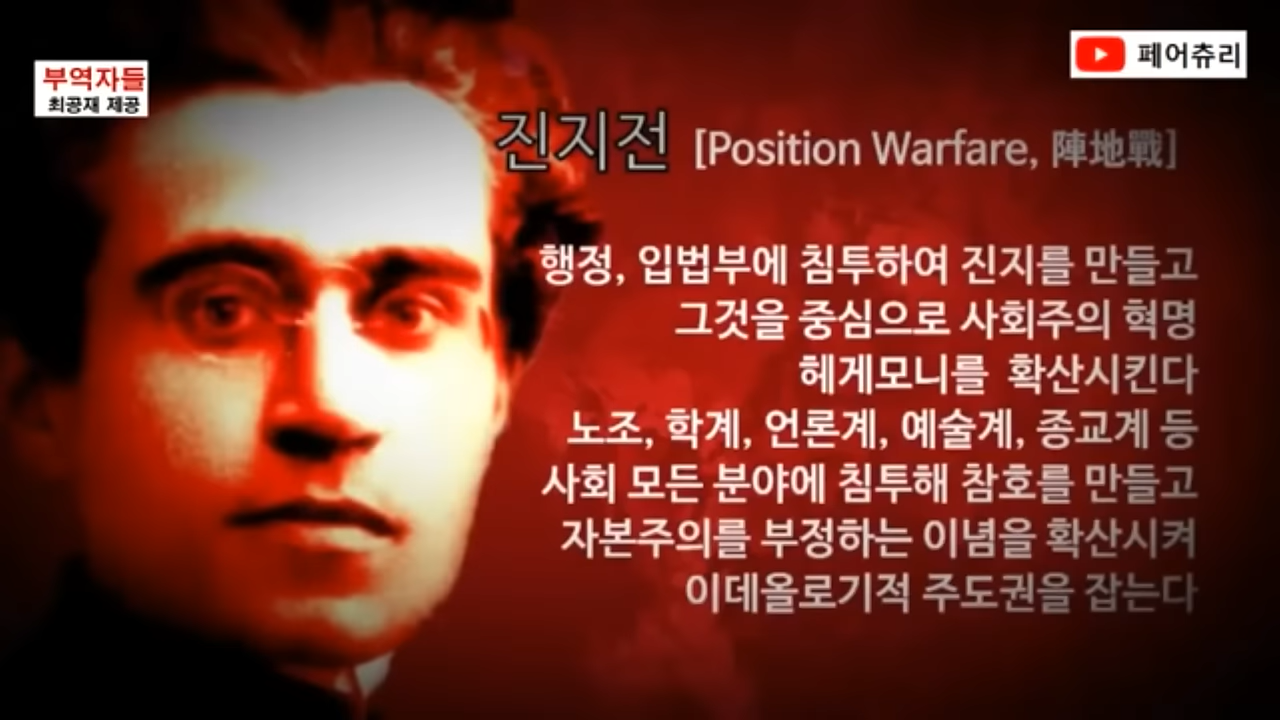 부역자들
최공재 제공
페어츄리
진지전 [Position Warfare, 陣地戰]
행정, 입법부에 침투하여 진지를 만들고
그것을 중심으로 사회주의 혁명
헤게모니를 확산시킨다
노조, 학계, 언론계, 예술계, 종교계 등
사회 모든 분야에 침투해 참호를 만들고
자본주의를 부정하는 이념을 확산시켜
이데올로기적 주도권을 잡는다